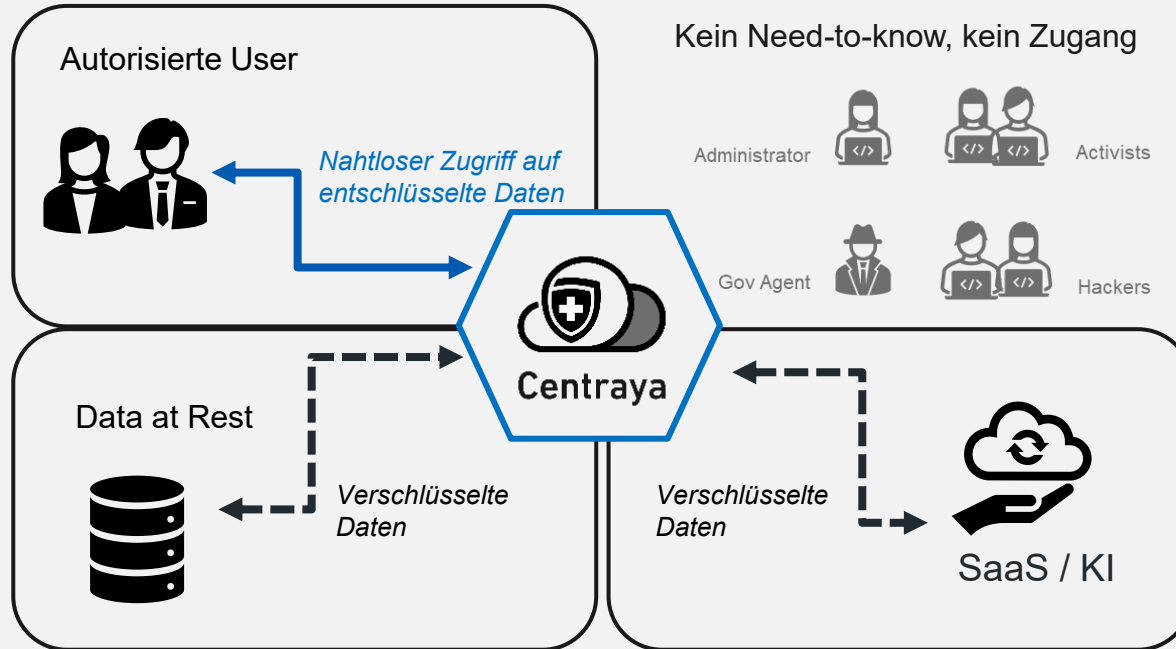 Autorisierte User
Kein Need-to-know, kein Zugang
Nahtloser Zugriff auf
entschlüsselte Daten
Administrator
</>
</>
</>
Activists
Gov Agent
</>
</>
Hackers
Centraya
Data at Rest
Verschlüsselte
Daten
Verschlüsselte
Daten
SaaS / KI